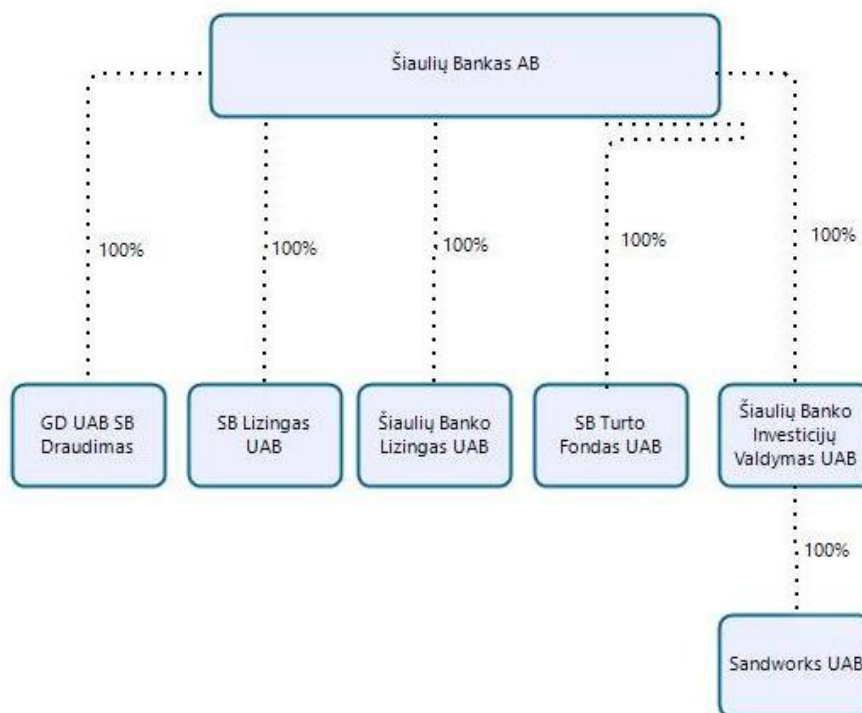 Šiaulių Bankas AB
100%
100%
100%
100%
100%
GD UAB SB
Draudimas
SB Lizingas
UAB
Šiaulių Banko
Lizingas UAB
SB Turto
Fondas UAB
Šiaulių Banko
Investicijų
Valdymas UAB
100%
Sandworks UAB